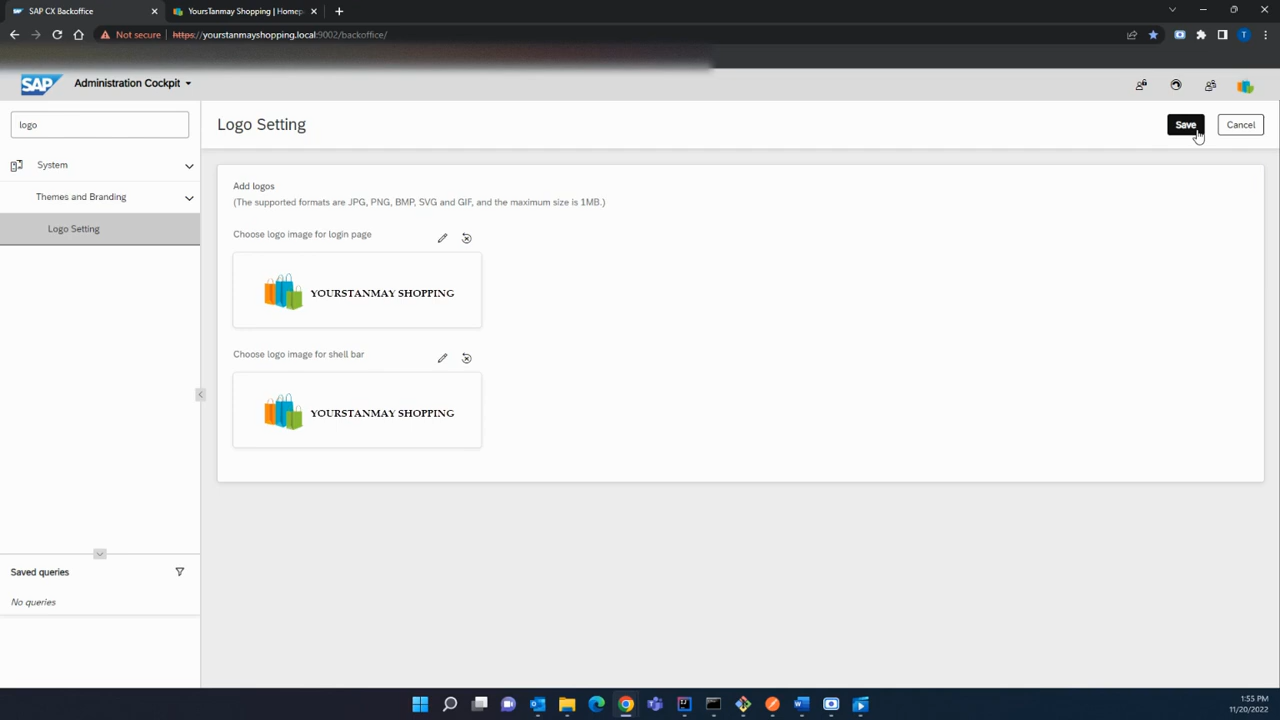 SAP CX Backoffice
YoursTanmay Shopping | Homep
Not secure
https://yourstanmayshopping.local:9002/backoffice/
T
SAP
Administration Cockpit
logo
Logo Setting
Save
Cancel
System
Themes and Branding
Logo Setting
Add logos
(The supported formats are JPG, PNG, BMP, SVG and GIF, and the maximum size is 1MB.)
Choose logo image for login page
YOURSTANMAY SHOPPING
Choose logo image for shell bar
YOURSTANMAY SHOPPING
Saved queries
No queries
1:55 PM
11/20/2022